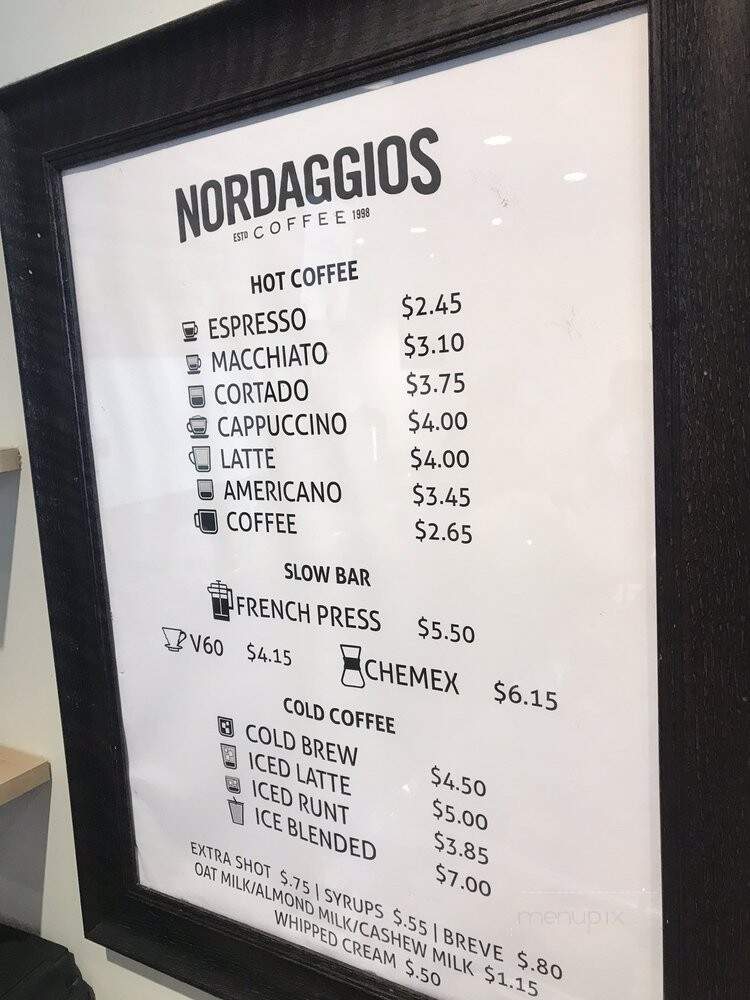 NORDAGGIOS
ESTD COFFEE 1998
HOT COFFEE
ESPRESSO $2.45
MACCHIATO $3.10
CORTADO $3.75
CAPPUCCINO $4.00
LATTE $4.00
AMERICANO $3.45
COFFEE $2.65
SLOW BAR
FRENCH PRESS $5.50
V60 $4.15 CHEMEX $6.15
COLD COFFEE
COLD BREW $4.50
ICED LATTE $5.00
ICED RUNT $3.85
ICE BLENDED $7.00
EXTRA SHOT $.75 | SYRUPS $.55 | BREVE $.80
OAT MILK/ALMOND MILK/CASHEW MILK $1.15
WHIPPED CREAM $.50
menupix